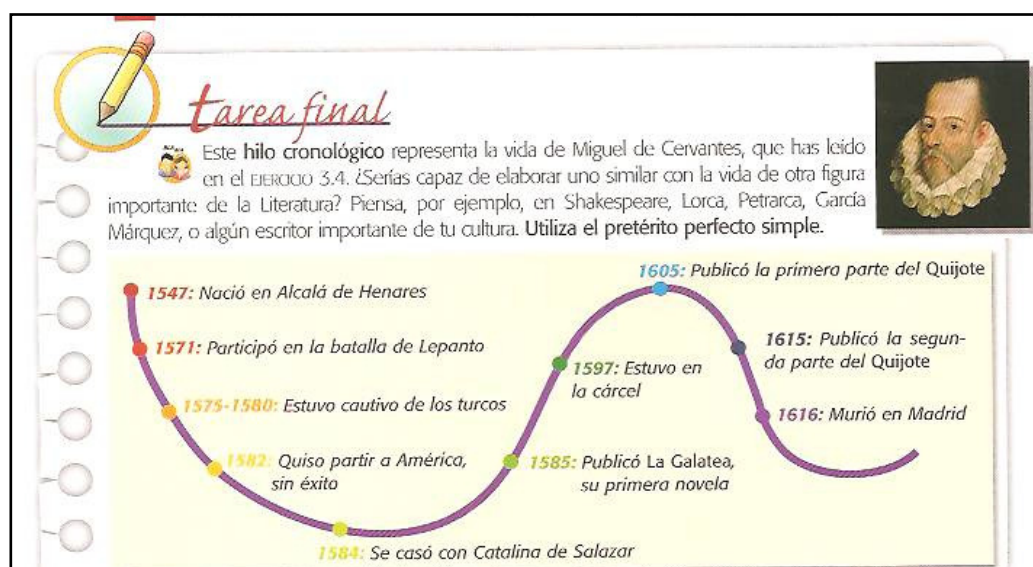 tarea final
Este hilo cronológico representa la vida de Miguel de Cervantes, que has leído
en el EJERCICIO 3.4. ¿Serías capaz de elaborar uno similar con la vida de otra figura
importante de la Literatura? Piensa, por ejemplo, en Shakespeare, Lorca, Petrarca, García
Márquez, o algún escritor importante de tu cultura. Utiliza el pretérito perfecto simple.
1547: Nació en Alcalá de Henares
1571: Participó en la batalla de Lepanto
1575-1580: Estuvo cautivo de los turcos
1582: Quiso partir a América,
sin éxito
1584: Se casó con Catalina de Salazar
1585: Publicó La Galatea,
su primera novela
1597: Estuvo en
la cárcel
1605: Publicó la primera parte del Quijote
1615: Publicó la segun-
da parte del Quijote
1616: Murió en Madrid